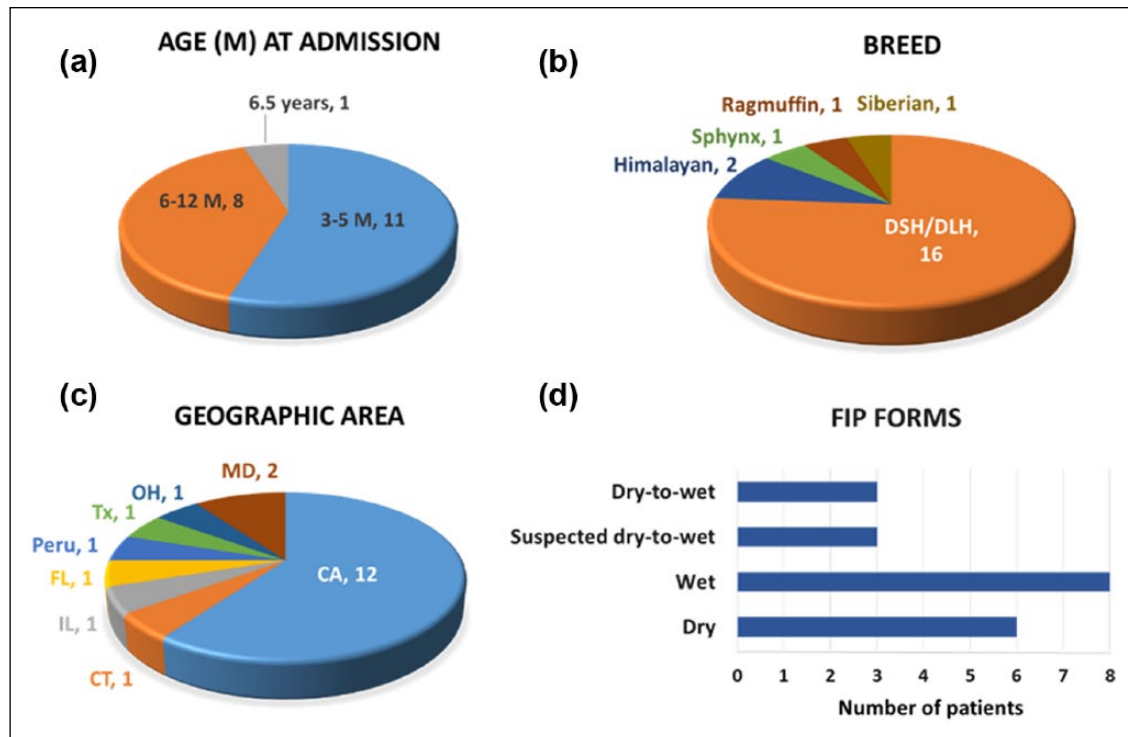 (a)
AGE (M) AT ADMISSION
6.5 years, 1
6-12 M, 8
3-5 M, 11
(b)
BREED
Ragmuffin, 1
Siberian, 1
Sphynx, 1
Himalayan, 2
DSH/DLH,
16
(c)
GEOGRAPHIC AREA
MD, 2
OH, 1
Tx, 1
Peru, 1
FL, 1
IL, 1
CT, 1
CA, 12
(d)
FIP FORMS
Dry-to-wet
Suspected dry-to-wet
Wet
Dry
0 1 2 3 4 5 6 7 8
Number of patients